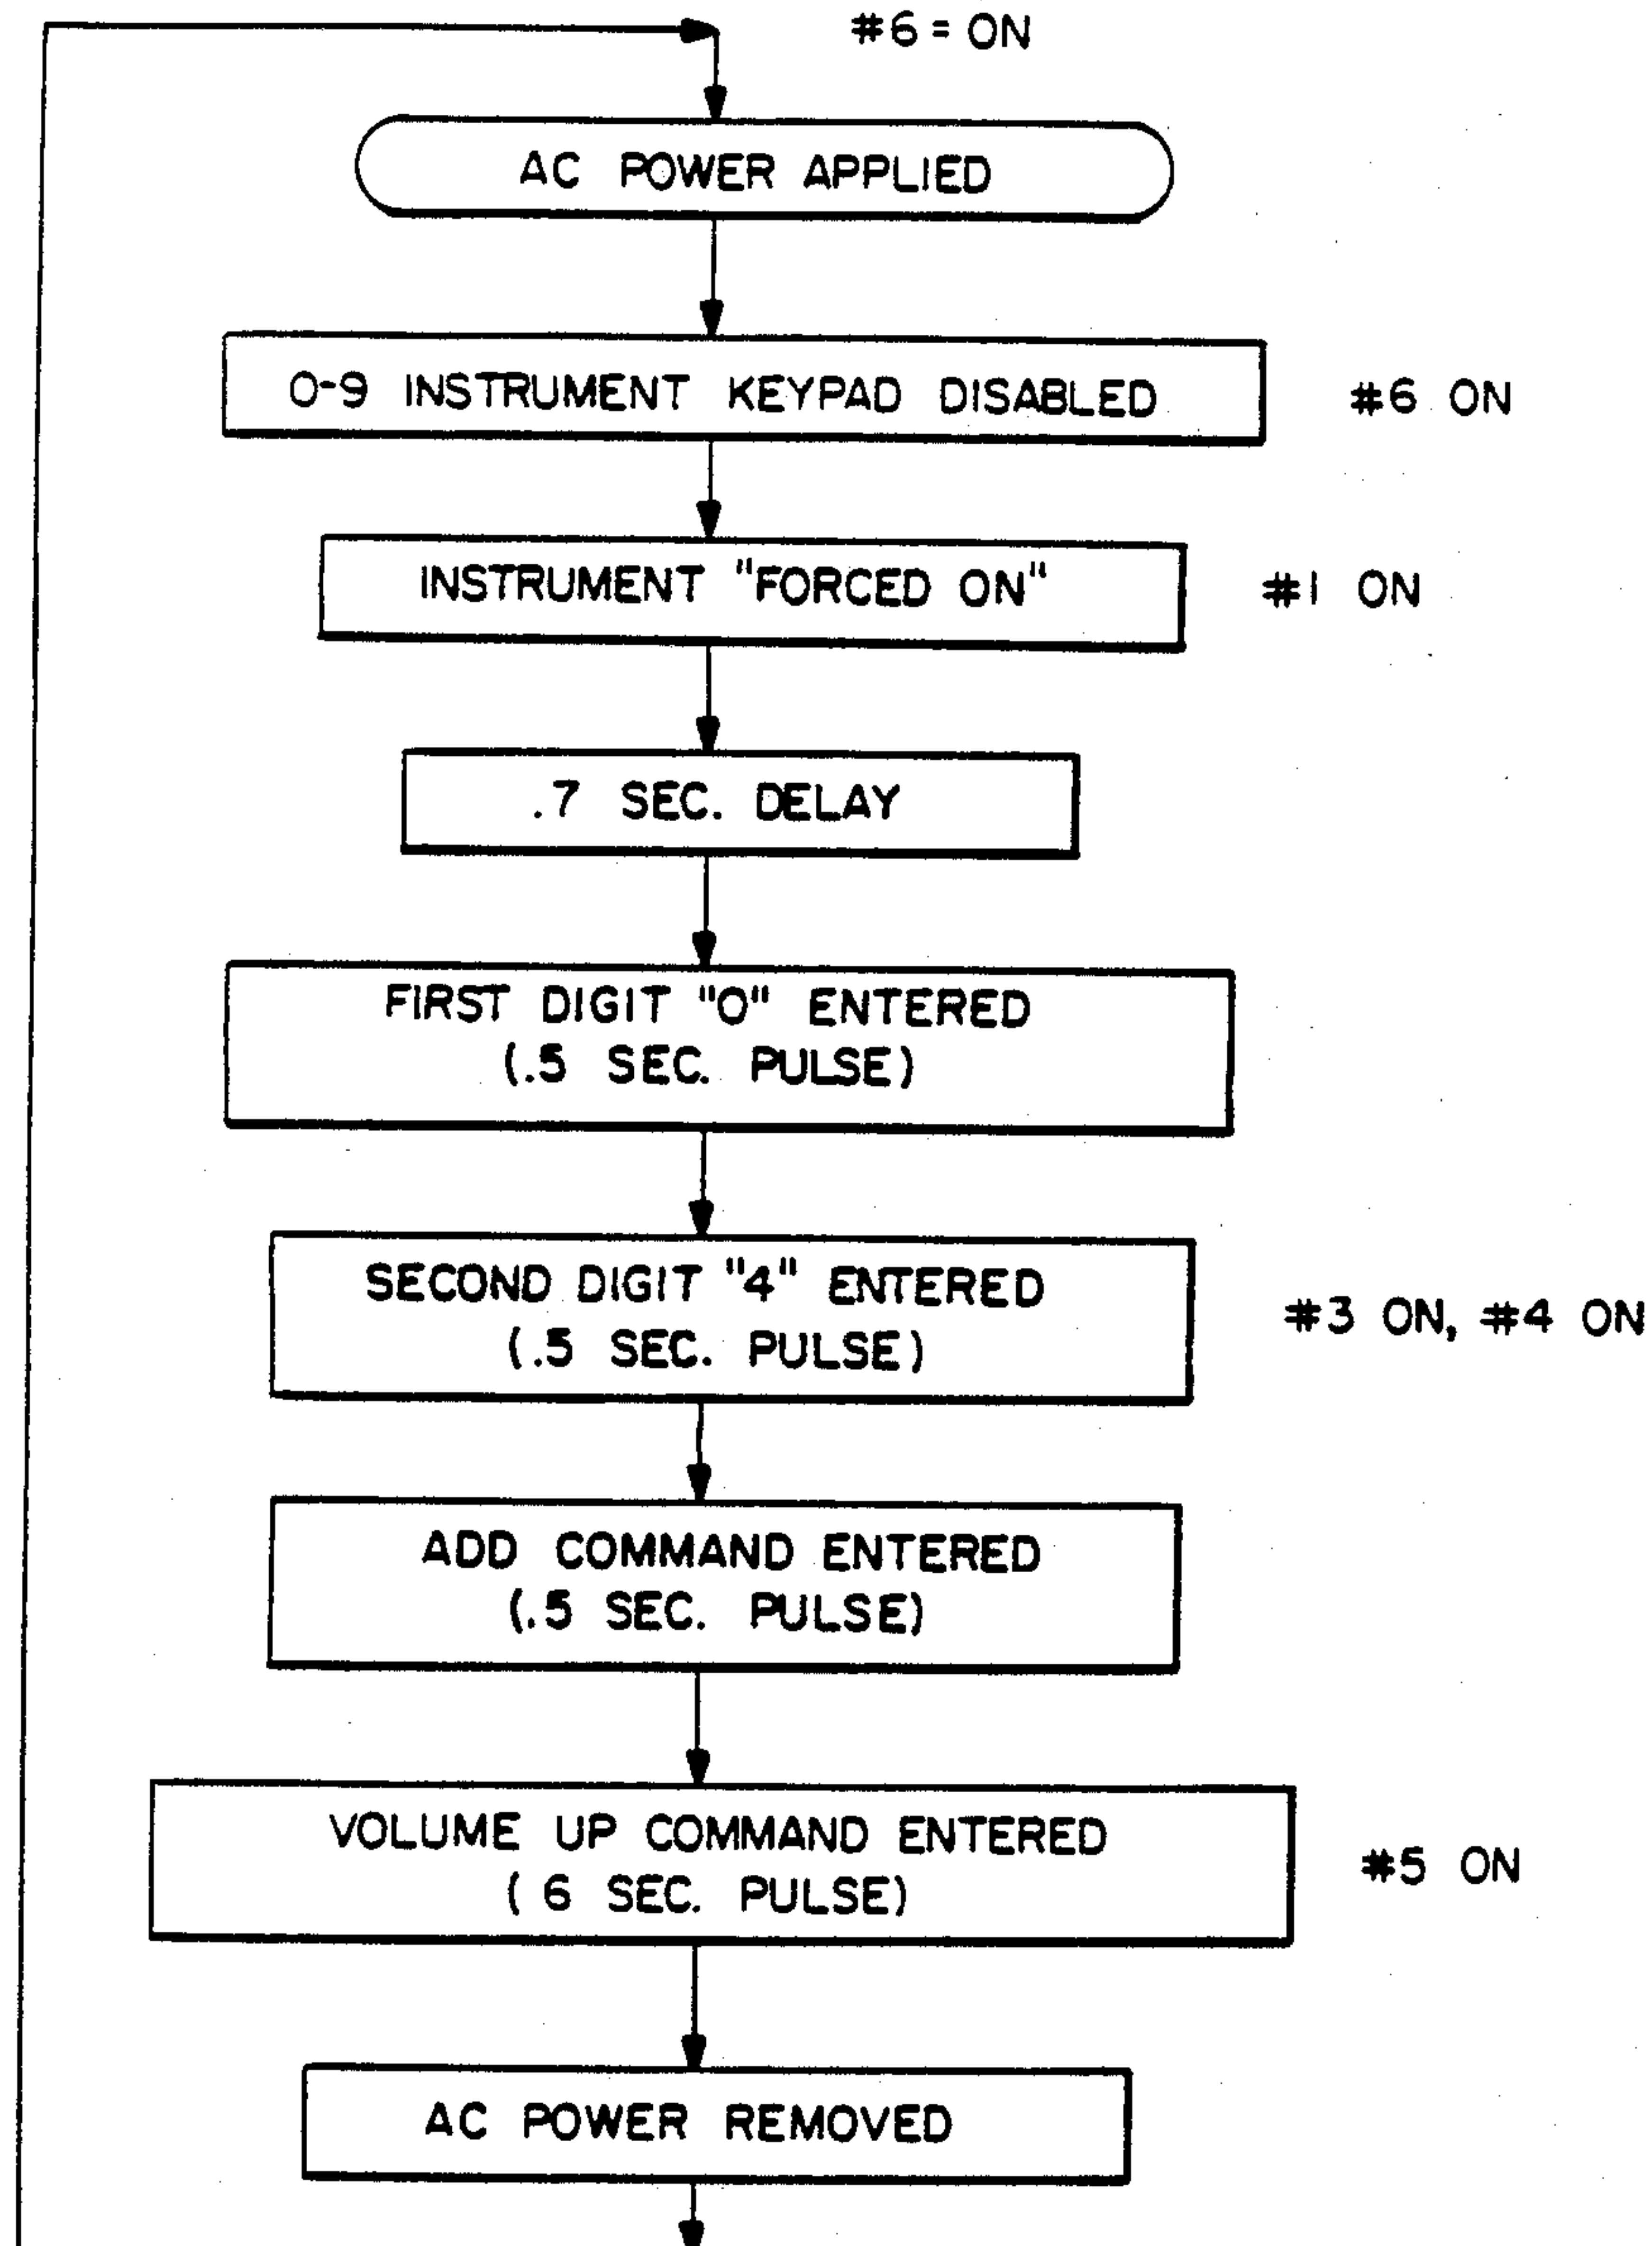 #6 = ON
AC POWER APPLIED
0-9 INSTRUMENT KEYPAD DISABLED
#6 ON
INSTRUMENT "FORCED ON"
#1 ON
.7 SEC. DELAY
FIRST DIGIT "0" ENTERED
(.5 SEC. PULSE)
SECOND DIGIT "4" ENTERED
(.5 SEC. PULSE)
#3 ON, #4 ON
ADD COMMAND ENTERED
(.5 SEC. PULSE)
VOLUME UP COMMAND ENTERED
( 6 SEC. PULSE)
#5 ON
AC POWER REMOVED